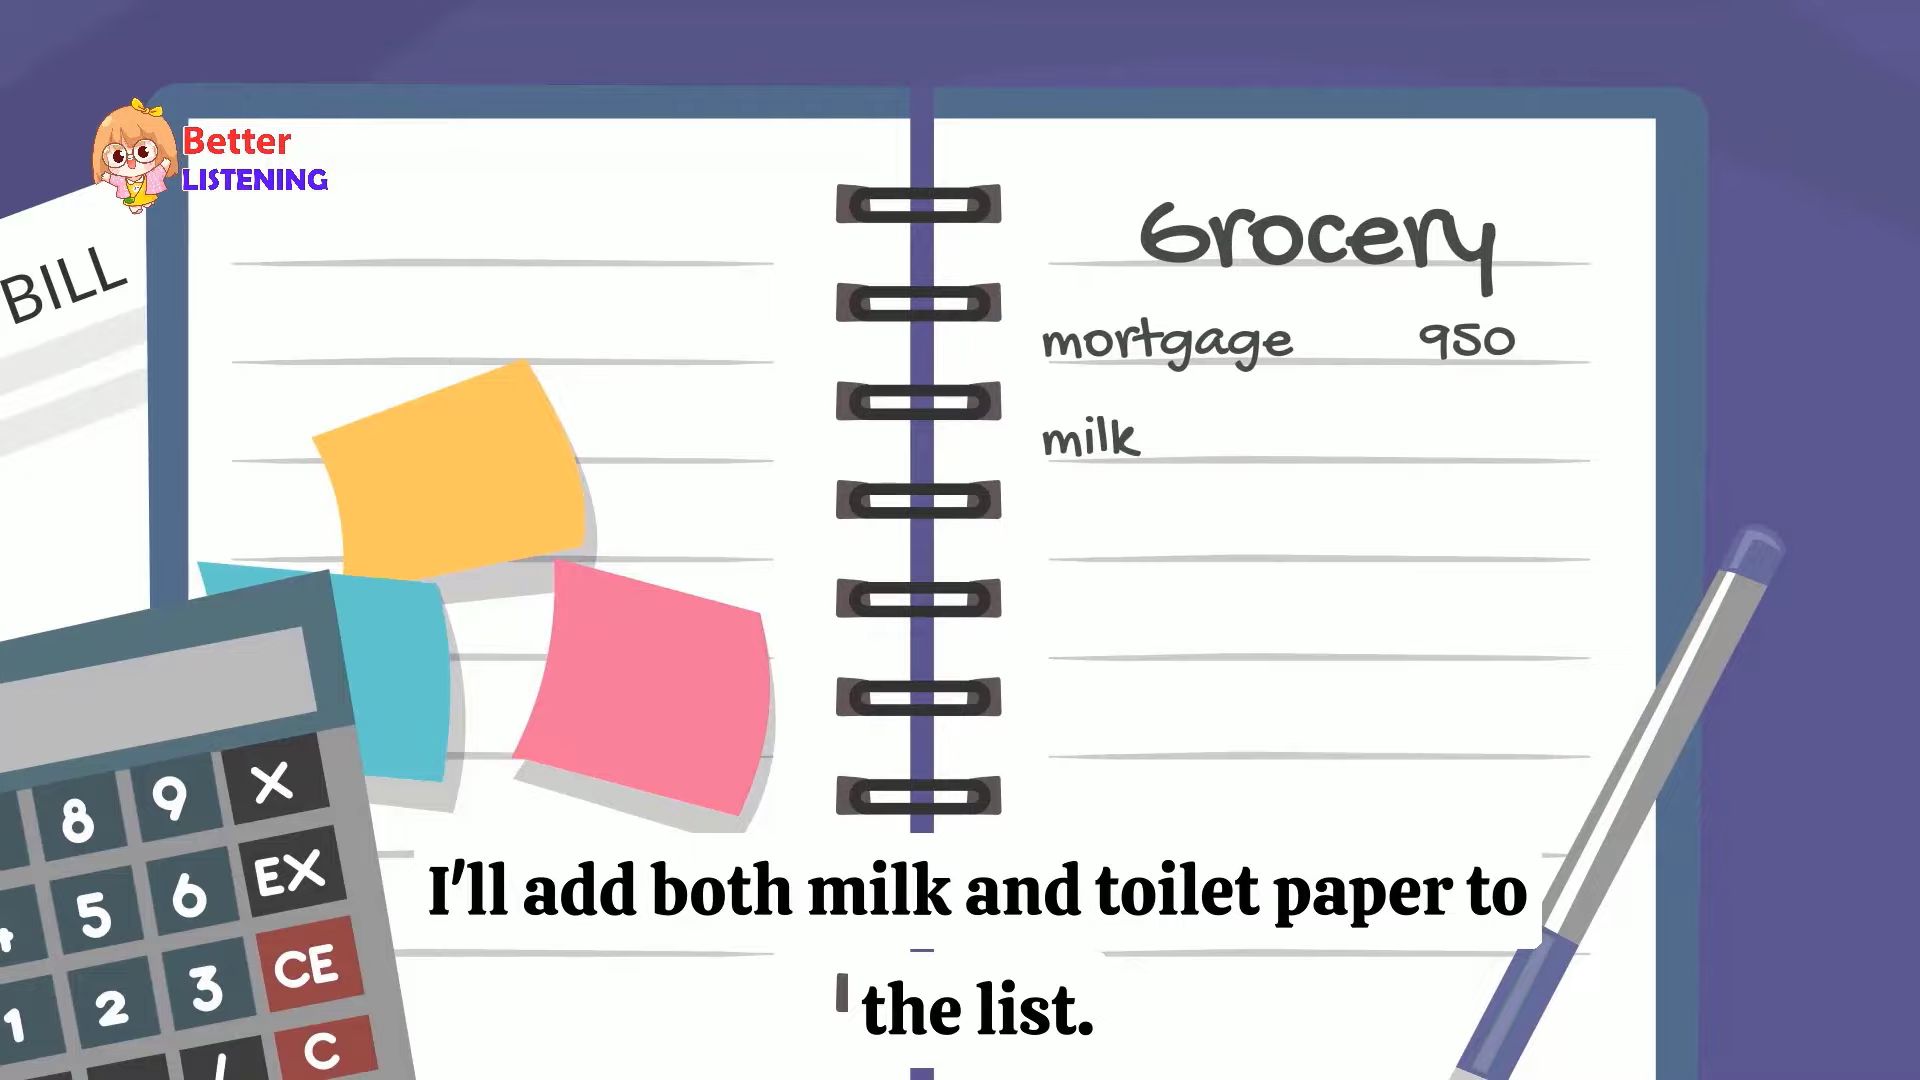 Better
LISTENING
BILL
Grocery
mortgage 950
milk
8 9 X
5 6 EX
1 2 3 CE
C
I'll add both milk and toilet paper to
the list.